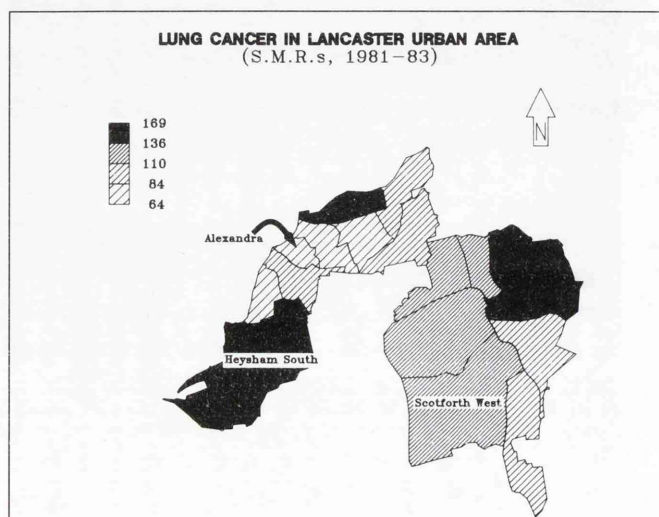 LUNG CANCER IN LANCASTER URBAN AREA
(S.M.R.s, 1981-83)
N
169
136
110
84
64
Alexandra
Heysham South
Scotforth West